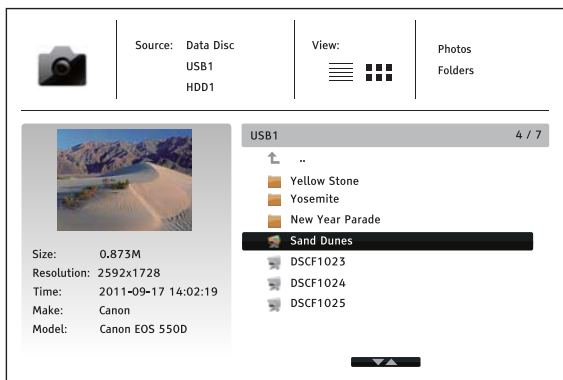 Source: Data Disc
USB1
HDD1
View:
Photos
Folders
USB1 4 / 7
..
Yellow Stone
Yosemite
New Year Parade
Sand Dunes
DSCF1023
DSCF1024
DSCF1025
Size: 0.873M
Resolution: 2592x1728
Time: 2011-09-17 14:02:19
Make: Canon
Model: Canon EOS 550D